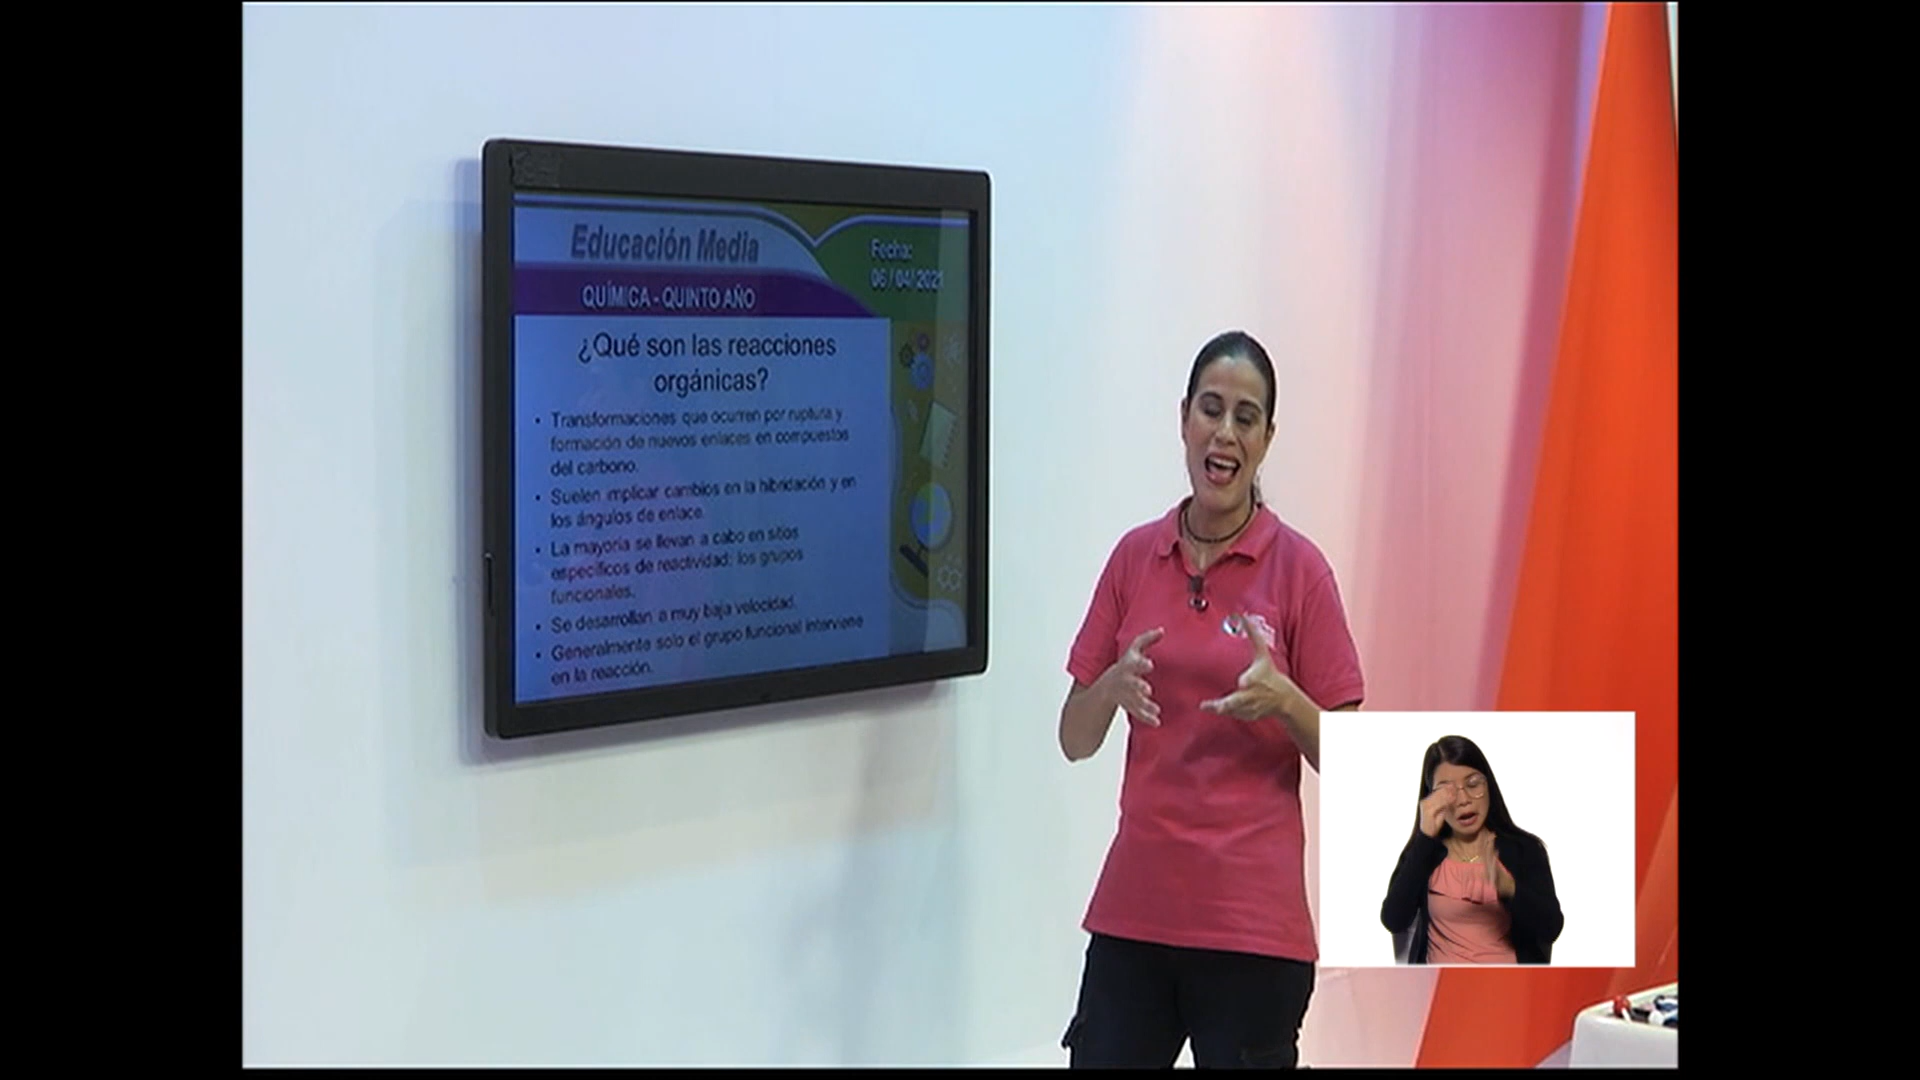 Educación Media
Fecha:
06/04/2021
QUÍMICA - QUINTO AÑO
¿Qué son las reacciones
orgánicas?
• Transformaciones que ocurren por ruptura y
formación de nuevos enlaces en compuestos
del carbono.
• Suelen implicar cambios en la hibridación y en
los ángulos de enlace.
• La mayoría se llevan a cabo en sitios
específicos de reactividad: los grupos
funcionales.
• Se desarrollan a muy baja velocidad.
• Generalmente solo el grupo funcional interviene
en la reacción.